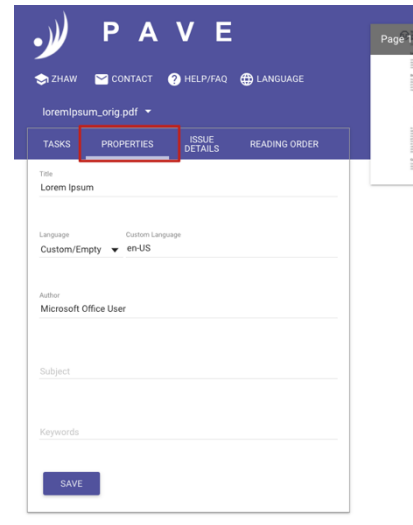 PAVE
ZHAW CONTACT HELP/FAQ LANGUAGE
loremIpsum_orig.pdf
TASKS PROPERTIES ISSUE DETAILS READING ORDER
Title
Lorem Ipsum
Language Custom Language
Custom/Empty en-US
Author
Microsoft Office User
Subject
Keywords
SAVE
Page 1